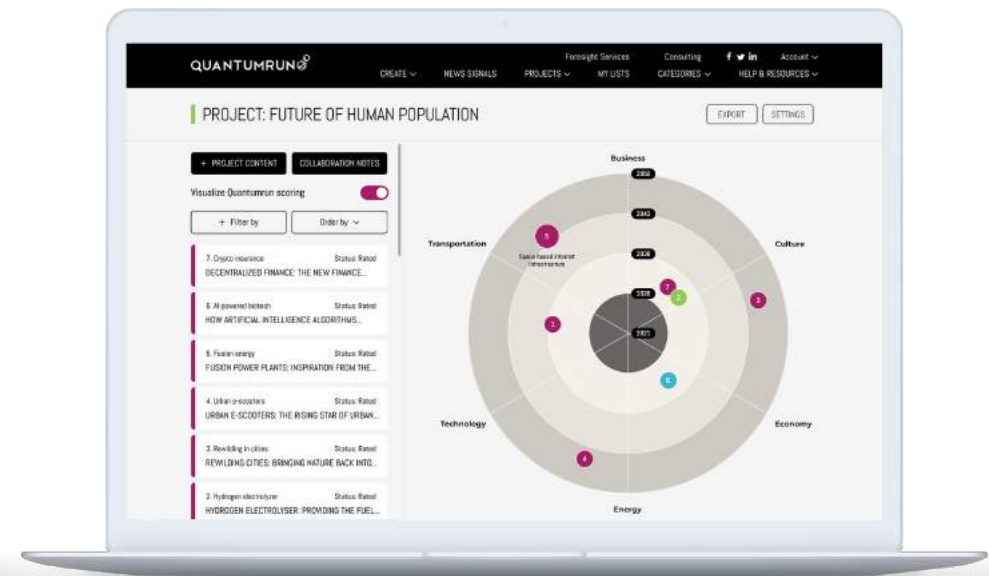 QUANTUMRUN
Foresight Services Consulting Account
CREATE NEWS SIGNALS PROJECTS MY LISTS CATEGORIES HELP & RESOURCES
PROJECT: FUTURE OF HUMAN POPULATION
EXPORT SETTINGS
+ PROJECT CONTENT COLLABORATION NOTES
Visualize Quantumrun scoring
+ Filter by Order by
7. Crypto insurance Status: Rated
DECENTRALIZED FINANCE: THE NEW FINANCE...
6. AI-powered biotech Status: Rated
HOW ARTIFICIAL INTELLIGENCE ALGORITHMS...
5. Fusion energy Status: Rated
FUSION POWER PLANTS: INSPIRATION FROM THE...
4. Urban e-scooters Status: Rated
URBAN E-SCOOTERS: THE RISING STAR OF URBAN...
3. Rewilding in cities Status: Rated
REWILDING CITIES: BRINGING NATURE BACK INTO...
2. Hydrogen electrolyzer Status: Rated
HYDROGEN ELECTROLYSER: PROVIDING THE FUEL...
Business
2050
2043
Transportation
5
Space-based internet
infrastructure
Culture
7
2
3
1
2021
6
Technology
Economy
4
Energy